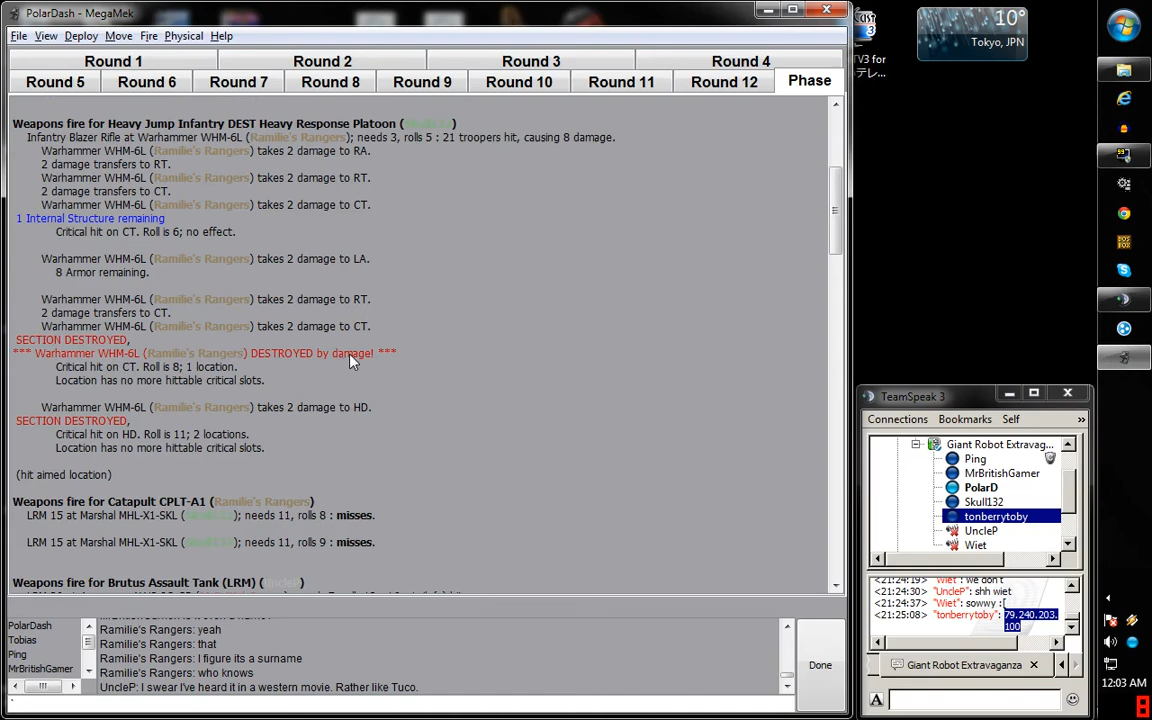 PolarDash - MegaMek
File View Deploy Move Fire Physical Help
Round 1 Round 2 Round 3 Round 4
Round 5 Round 6 Round 7 Round 8 Round 9 Round 10 Round 11 Round 12 Phase
Weapons fire for Heavy Jump Infantry DEST Heavy Response Platoon (Skull132)
Infantry Blazer Rifle at Warhammer WHM-6L (Ramilie's Rangers); needs 3, rolls 5 : 21 troopers hit, causing 8 damage.
Warhammer WHM-6L (Ramilie's Rangers) takes 2 damage to RA.
2 damage transfers to RT.
Warhammer WHM-6L (Ramilie's Rangers) takes 2 damage to RT.
2 damage transfers to CT.
Warhammer WHM-6L (Ramilie's Rangers) takes 2 damage to CT.
1 Internal Structure remaining
Critical hit on CT. Roll is 6; no effect.
Warhammer WHM-6L (Ramilie's Rangers) takes 2 damage to LA.
8 Armor remaining.
Warhammer WHM-6L (Ramilie's Rangers) takes 2 damage to RT.
2 damage transfers to CT.
Warhammer WHM-6L (Ramilie's Rangers) takes 2 damage to CT.
SECTION DESTROYED,
*** Warhammer WHM-6L (Ramilie's Rangers) DESTROYED by damage! ***
Critical hit on CT. Roll is 8; 1 location.
Location has no more hittable critical slots.
Warhammer WHM-6L (Ramilie's Rangers) takes 2 damage to HD.
SECTION DESTROYED,
Critical hit on HD. Roll is 11; 2 locations.
Location has no more hittable critical slots.
(hit aimed location)
Weapons fire for Catapult CPLT-A1 (Ramilie's Rangers)
LRM 15 at Marshal MHL-X1-SKL (Skull132); needs 11, rolls 8 : misses.
LRM 15 at Marshal MHL-X1-SKL (Skull132); needs 11, rolls 9 : misses.
Weapons fire for Brutus Assault Tank (LRM) (UncleP)
PolarDash
Tobias
Ping
MrBritishGamer
Ramilie's Rangers: yeah
Ramilie's Rangers: that
Ramilie's Rangers: I figure its a surname
Ramilie's Rangers: who knows
UncleP: I swear I've heard it in a western movie. Rather like Tuco.
Done
10°
Tokyo, JPN
TV3 for
TeamSpeak 3
Connections Bookmarks Self »
Giant Robot Extravag...
Ping
MrBritishGamer
PolarD
Skull132
tonberrytoby
UncleP
Wiet
<21:24:19> "Wiet": we don't
<21:24:30> "UncleP": shh wiet
<21:24:37> "Wiet": sowwy :[
<21:25:08> "tonberrytoby": 79.240.203.
100
Giant Robot Extravaganza
12:03 AM